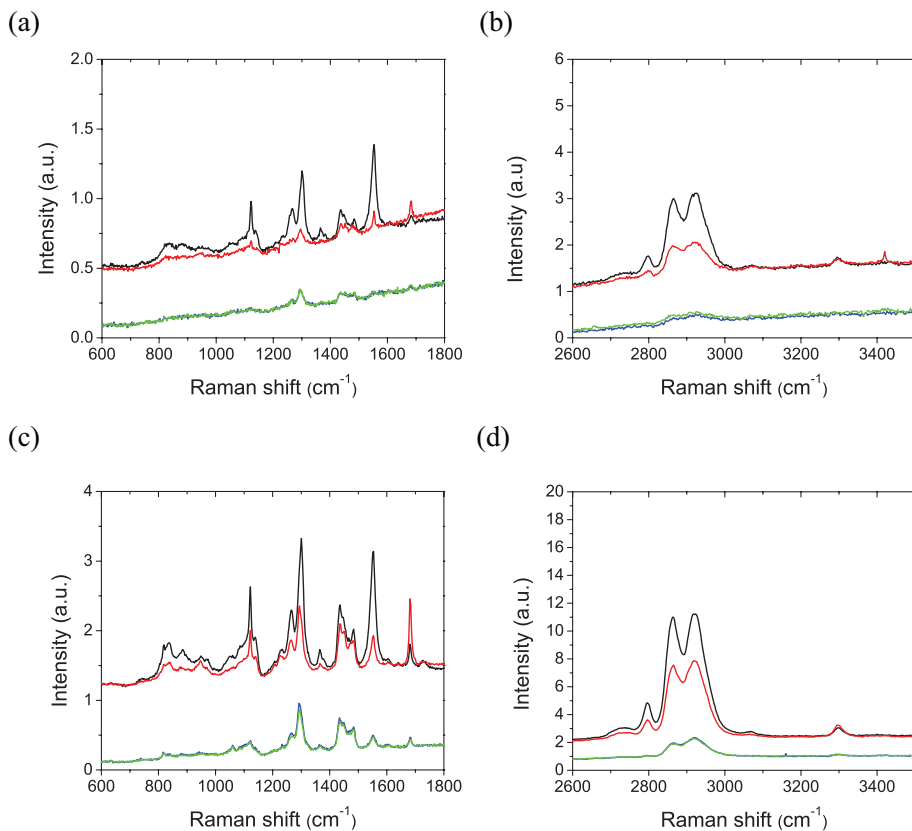 (a)
(b)
2.0
1.5
1.0
0.5
0.0
Intensity (a.u.)
600 800 1000 1200 1400 1600 1800
Raman shift (cm⁻¹)
6
5
4
3
2
1
0
Intensity (a.u)
2600 2800 3000 3200 3400
Raman shift (cm⁻¹)
(c)
(d)
4
3
2
1
0
Intensity (a.u.)
600 800 1000 1200 1400 1600 1800
Raman shift (cm⁻¹)
20
18
16
14
12
10
8
6
4
2
0
Intensity (a.u.)
2600 2800 3000 3200 3400
Raman shift (cm⁻¹)